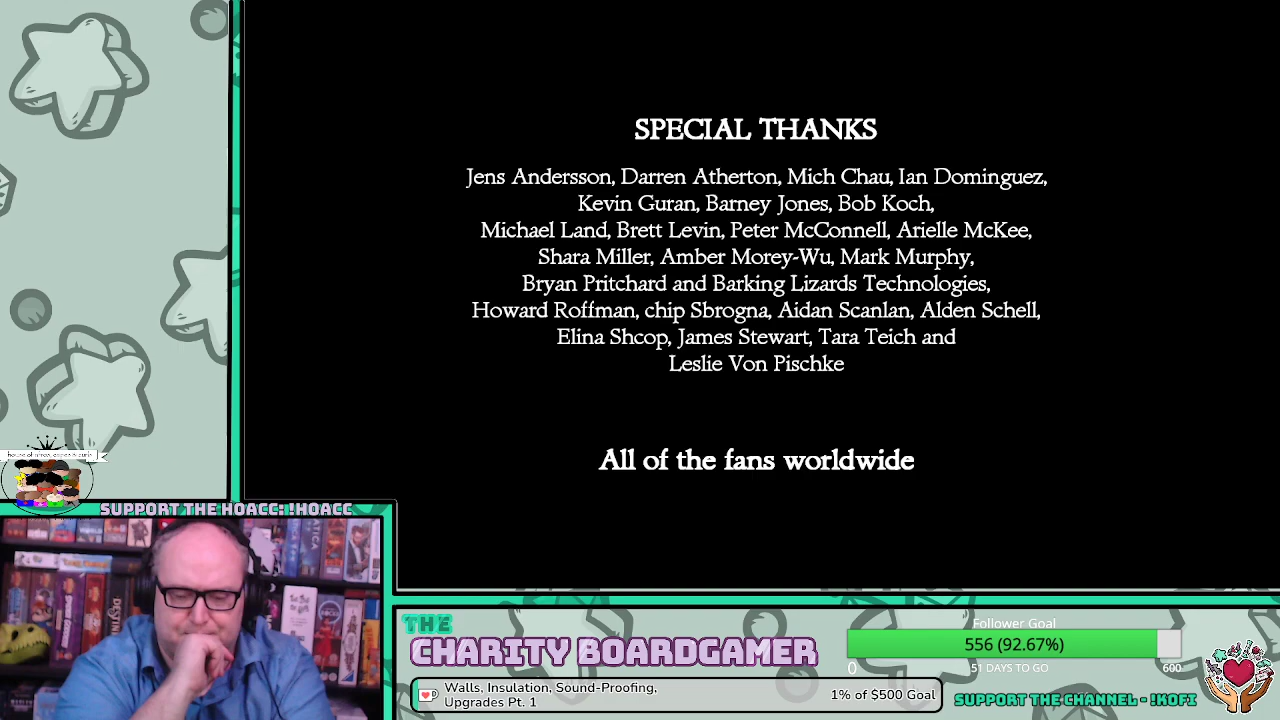 SPECIAL THANKS
Jens Andersson, Darren Atherton, Mich Chau, Ian Dominguez,
Kevin Guran, Barney Jones, Bob Koch,
Michael Land, Brett Levin, Peter McConnell, Arielle McKee,
Shara Miller, Amber Morey-Wu, Mark Murphy,
Bryan Pritchard and Barking Lizards Technologies,
Howard Roffman, chip Sbrogna, Aidan Scanlan, Alden Schell,
Elina Shcop, James Stewart, Tara Teich and
Leslie Von Pischke
All of the fans worldwide
SUPPORT THE HOACC: !HOACC
THE
CHARITY BOARDGAMER
Walls, Insulation, Sound-Proofing,
Upgrades Pt. 1
1% of $500 Goal
Follower Goal
556 (92.67%)
0
51 DAYS TO GO
600
SUPPORT THE CHANNEL - !KOFI